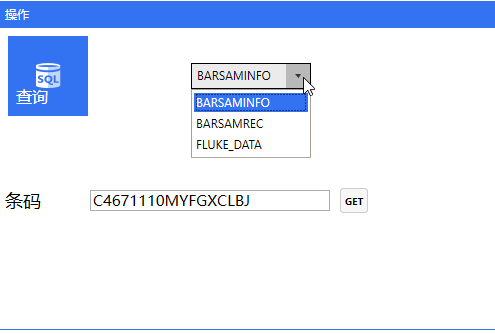 操作
SQL
查询
BARSAMINFO
BARSAMINFO
BARSAMREC
FLUKE_DATA
条码
C4671110MYFGXCLBJ
GET